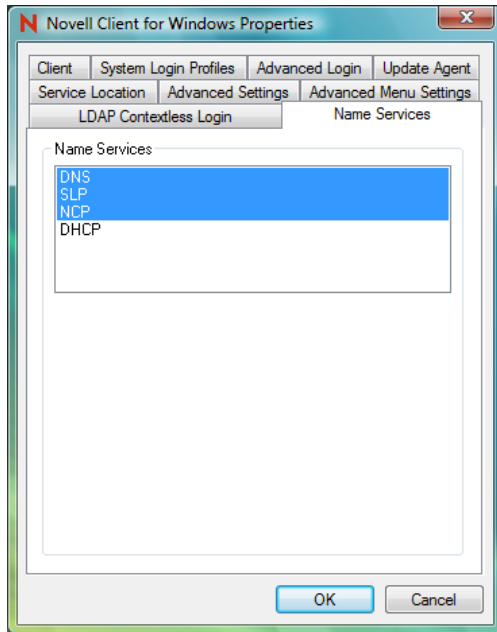 Novell Client for Windows Properties
Client System Login Profiles Advanced Login Update Agent
Service Location Advanced Settings Advanced Menu Settings
LDAP Contextless Login Name Services
Name Services
DNS
SLP
NCP
DHCP
OK Cancel